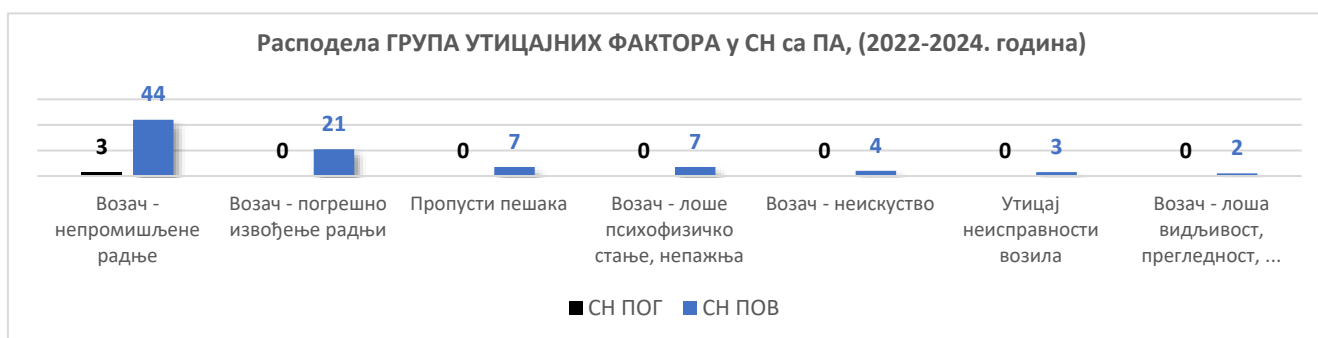 Расподела ГРУПА УТИЦАЈНИХ ФАКТОРА у СН са ПА, (2022-2024. година)
3 44 0 21 0 7 0 7 0 4 0 3 0 2
Возач -
непромишљене
радње
Возач - погрешно
извођење радњи
Пропусти пешака
Возач - лоше
психофизичко
стање, непажња
Возач - неискуство
Утицај
неисправности
возила
Возач - лоша
видљивост,
прегледност, ...
СН ПОГ СН ПОВ